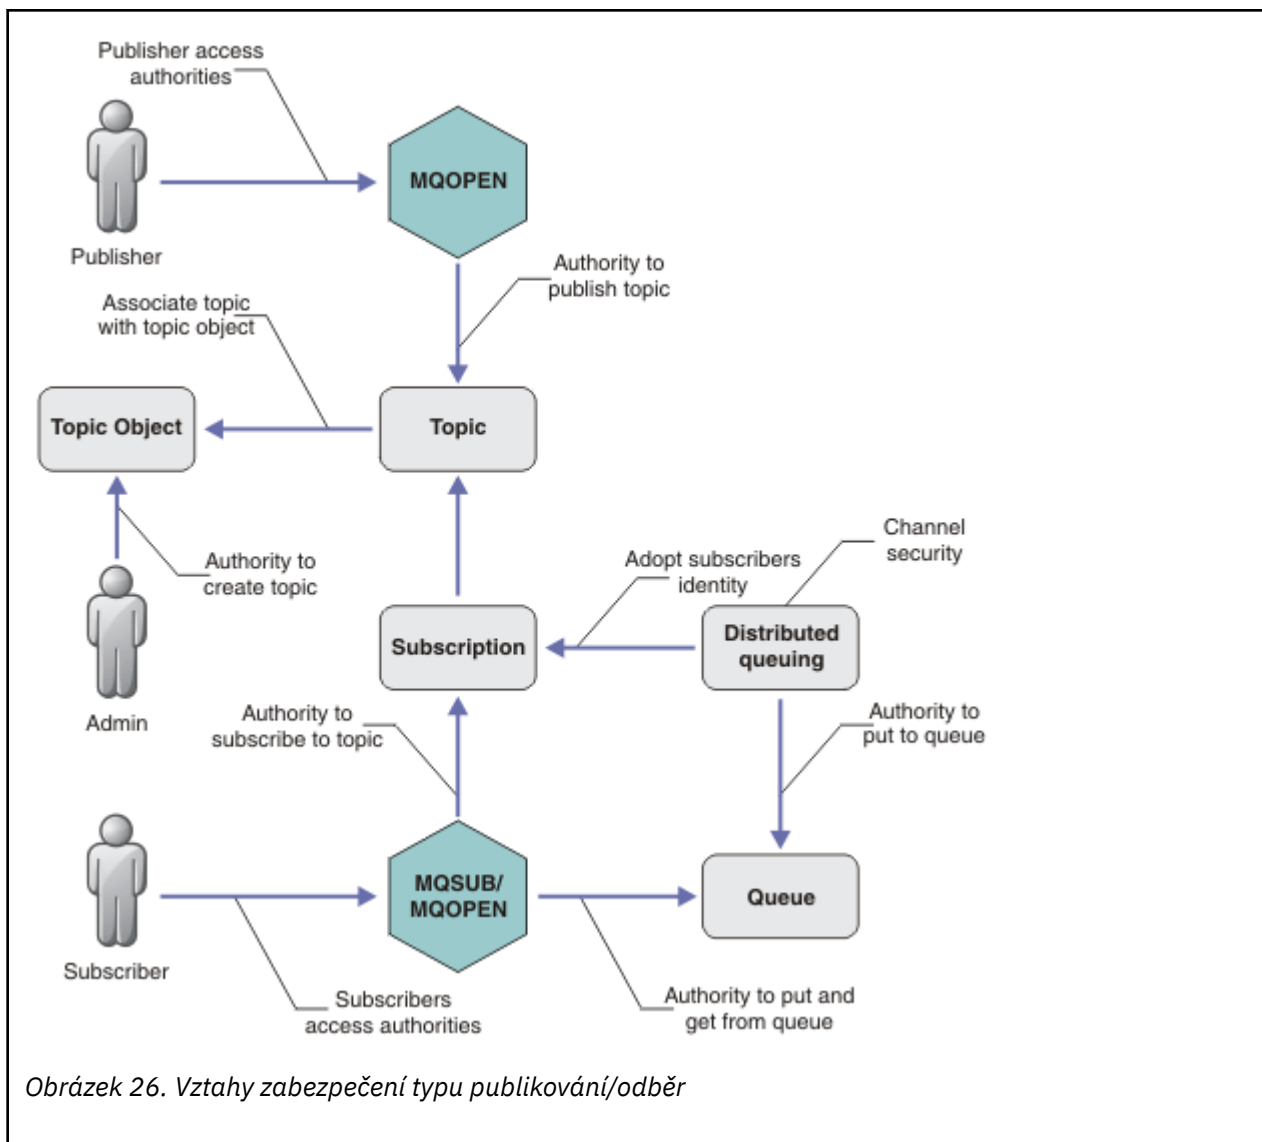 Publisher access
authorities
MQOPEN
Publisher
Authority to
publish topic
Associate topic
with topic object
Topic Object
Topic
Channel
security
Authority to
create topic
Adopt subscribers
identity
Subscription
Distributed
queuing
Admin
Authority to
subscribe to topic
Authority to
put to queue
MQSUB/
MQOPEN
Queue
Subscriber
Subscribers
access authorities
Authority to put and
get from queue
Obrázek 26. Vztahy zabezpečení typu publikování/odběr